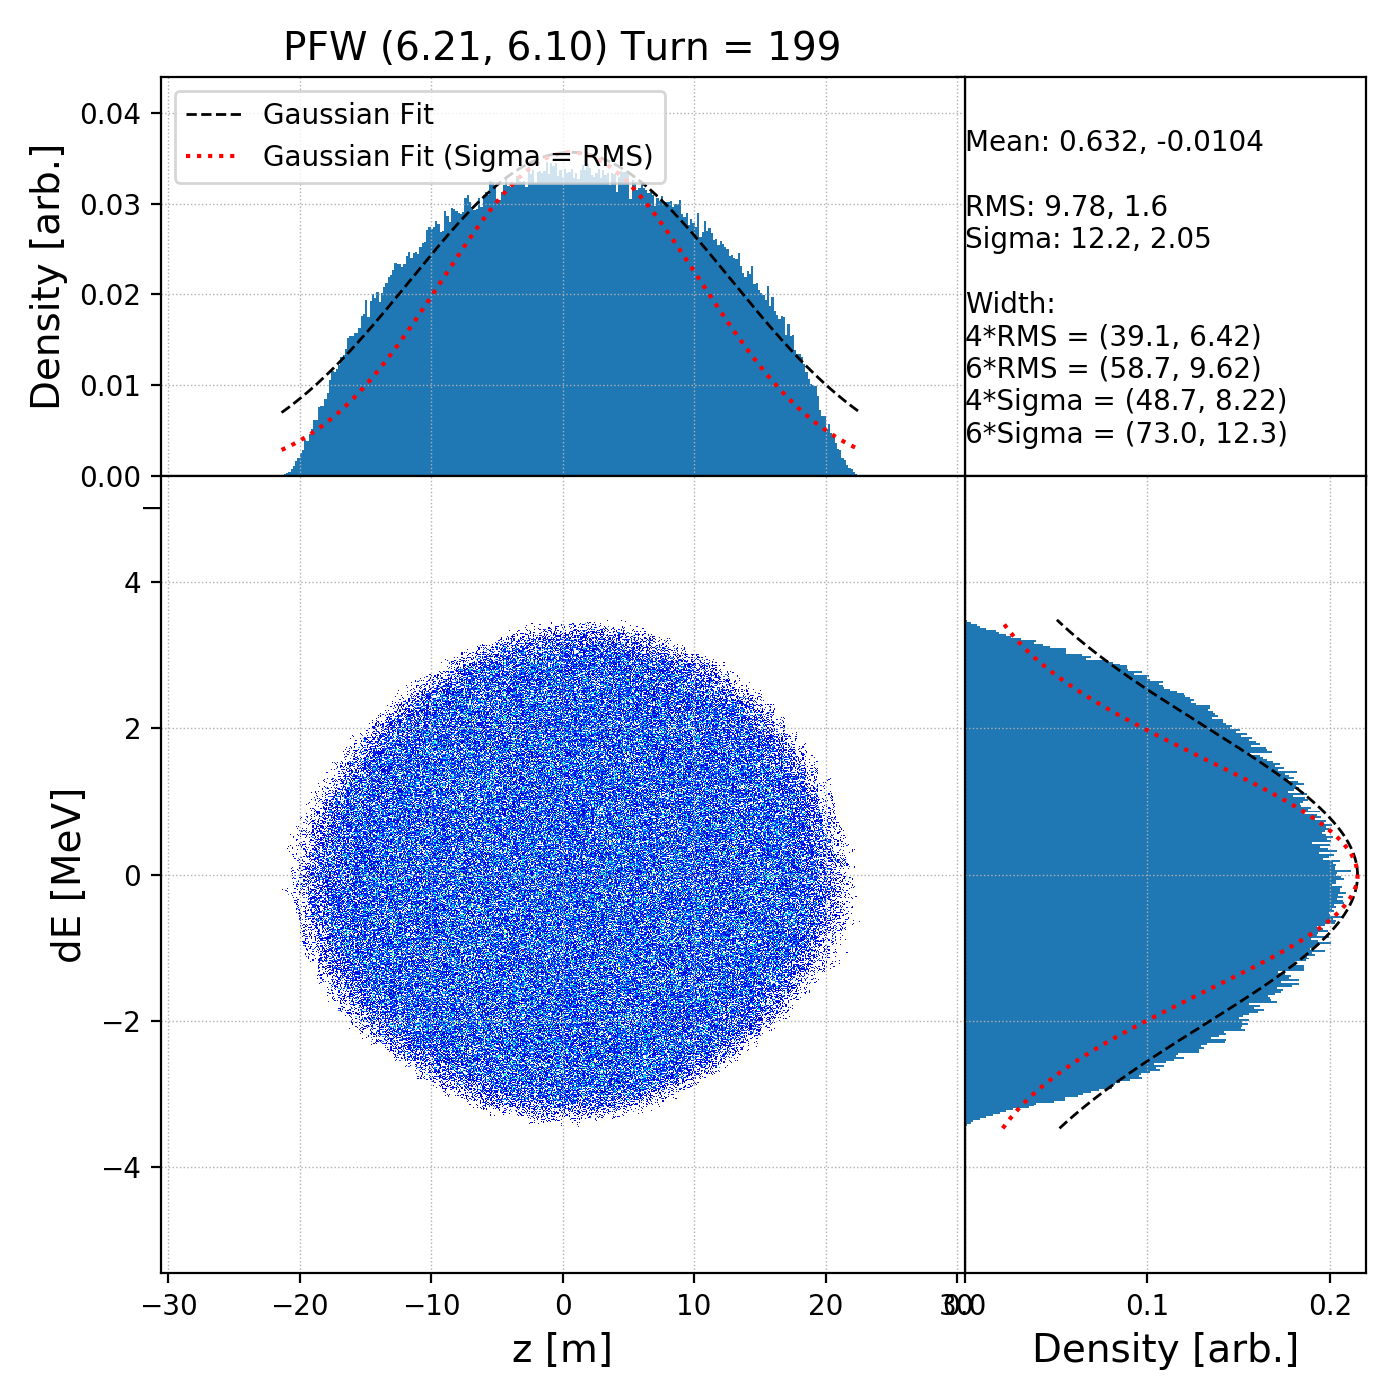 PFW (6.21, 6.10) Turn = 199
Gaussian Fit
Gaussian Fit (Sigma = RMS)
Density [arb.]
0.04
0.03
0.02
0.01
0.00
Mean: 0.632, -0.0104
RMS: 9.78, 1.6
Sigma: 12.2, 2.05
Width:
4*RMS = (39.1, 6.42)
6*RMS = (58.7, 9.62)
4*Sigma = (48.7, 8.22)
6*Sigma = (73.0, 12.3)
dE [MeV]
4
2
0
−2
−4
−30 −20 −10 0 10 20 30
z [m]
0.0 0.1 0.2
Density [arb.]